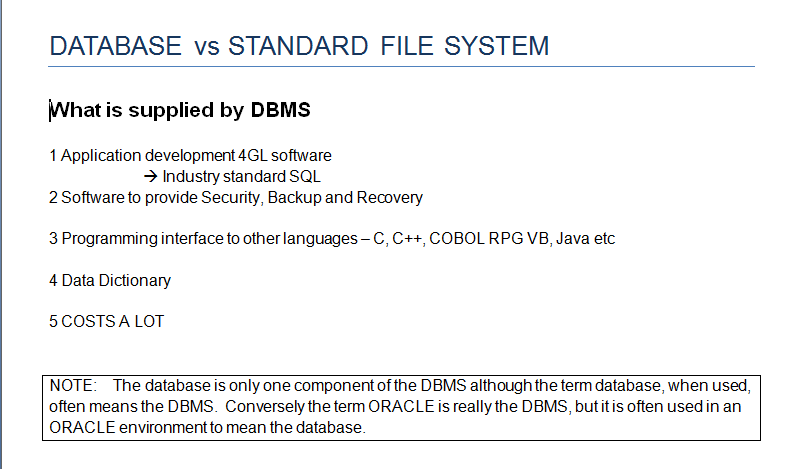 DATABASE vs STANDARD FILE SYSTEM
What is supplied by DBMS
1 Application development 4GL software
→ Industry standard SQL
2 Software to provide Security, Backup and Recovery
3 Programming interface to other languages – C, C++, COBOL RPG VB, Java etc
4 Data Dictionary
5 COSTS A LOT
NOTE: The database is only one component of the DBMS although the term database, when used,
often means the DBMS. Conversely the term ORACLE is really the DBMS, but it is often used in an
ORACLE environment to mean the database.